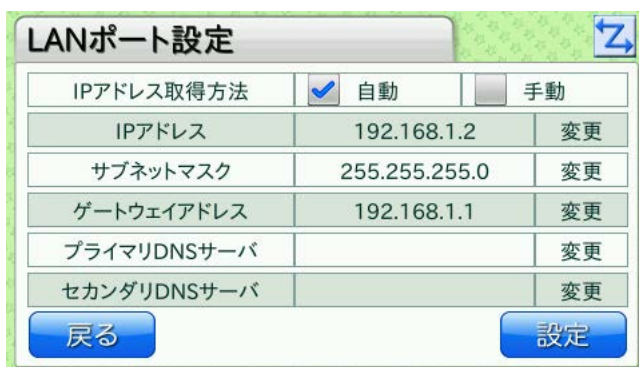 LANポート設定
IPアドレス取得方法 自動 手動
IPアドレス 192.168.1.2 変更
サブネットマスク 255.255.255.0 変更
ゲートウェイアドレス 192.168.1.1 変更
プライマリDNSサーバ 変更
セカンダリDNSサーバ 変更
戻る 設定